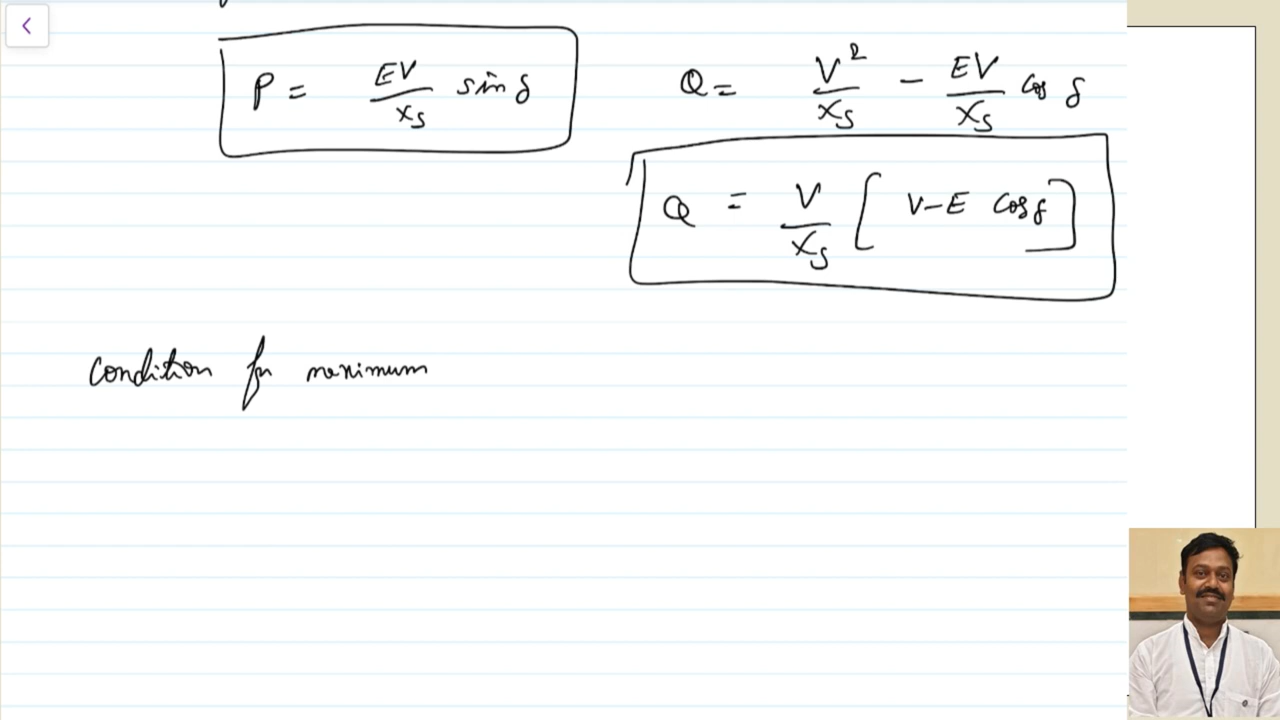 P = EV/Xs sin δ
Q = V²/Xs − EV/Xs cos δ
Q = V/Xs [ V−E cos δ ]
condition for maximum